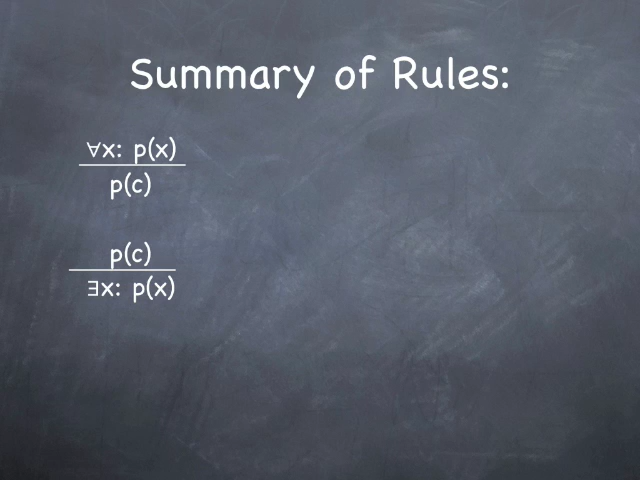 Summary of Rules:
∀x: p(x)
p(c)
p(c)
∃x: p(x)